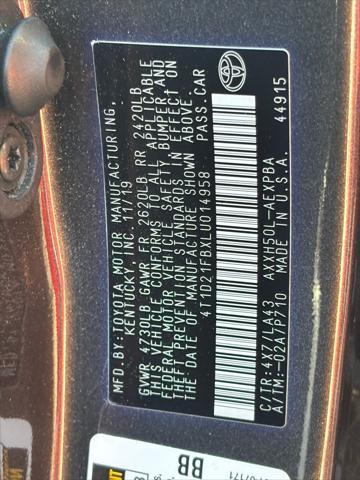 MFD. BY: TOYOTA MOTOR MANUFACTURING,
KENTUCKY, INC. 11/19
GVWR 4730LB GAWR FR 2620LB RR 2420LB
THIS VEHICLE CONFORMS TO ALL APPLICABLE
FEDERAL MOTOR VEHICLE SAFETY BUMPER AND
THEFT PREVENTION STANDARDS IN EFFECT ON
THE DATE OF MANUFACTURE SHOWN ABOVE.
4T1D21FBXLU014958 PASS.CAR
C/TR:4X7/LA43 AXXH50L-AEXPBA
A/TM:-02A/P710 U.S.A. 44915
BB